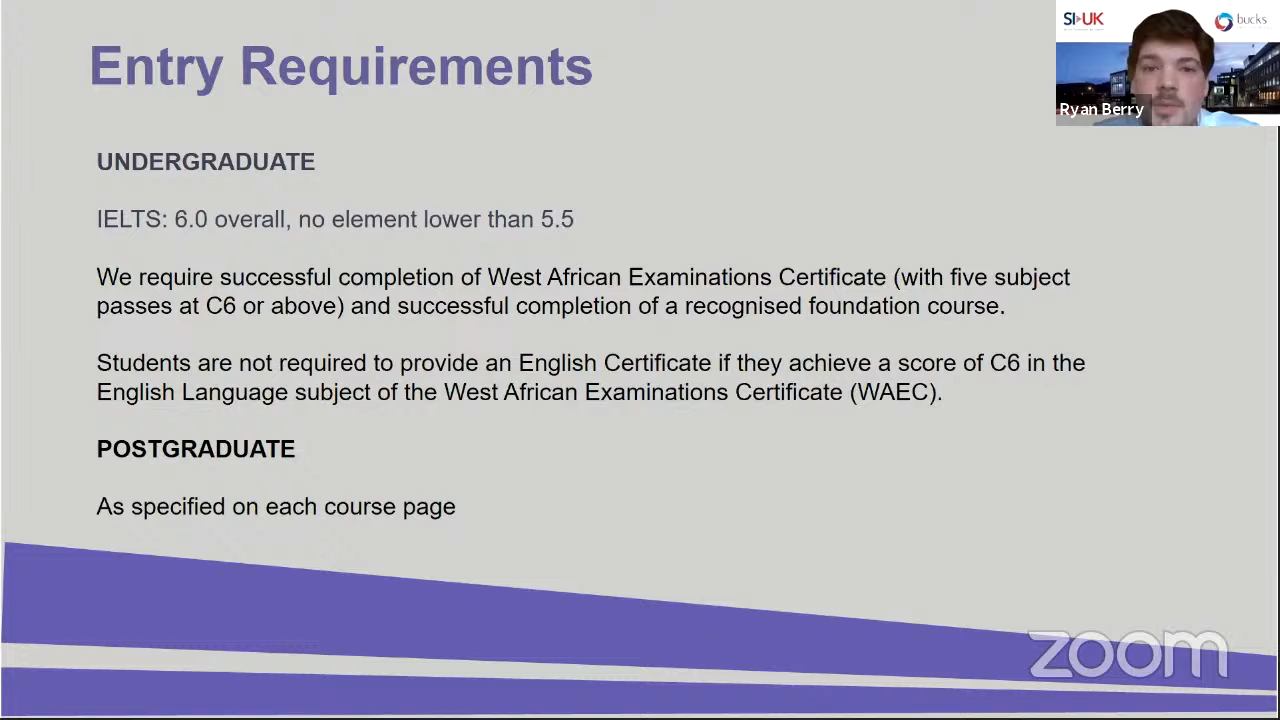 Entry Requirements
SI-UK
bucks
Ryan Berry
UNDERGRADUATE
IELTS: 6.0 overall, no element lower than 5.5
We require successful completion of West African Examinations Certificate (with five subject
passes at C6 or above) and successful completion of a recognised foundation course.
Students are not required to provide an English Certificate if they achieve a score of C6 in the
English Language subject of the West African Examinations Certificate (WAEC).
POSTGRADUATE
As specified on each course page
zoom